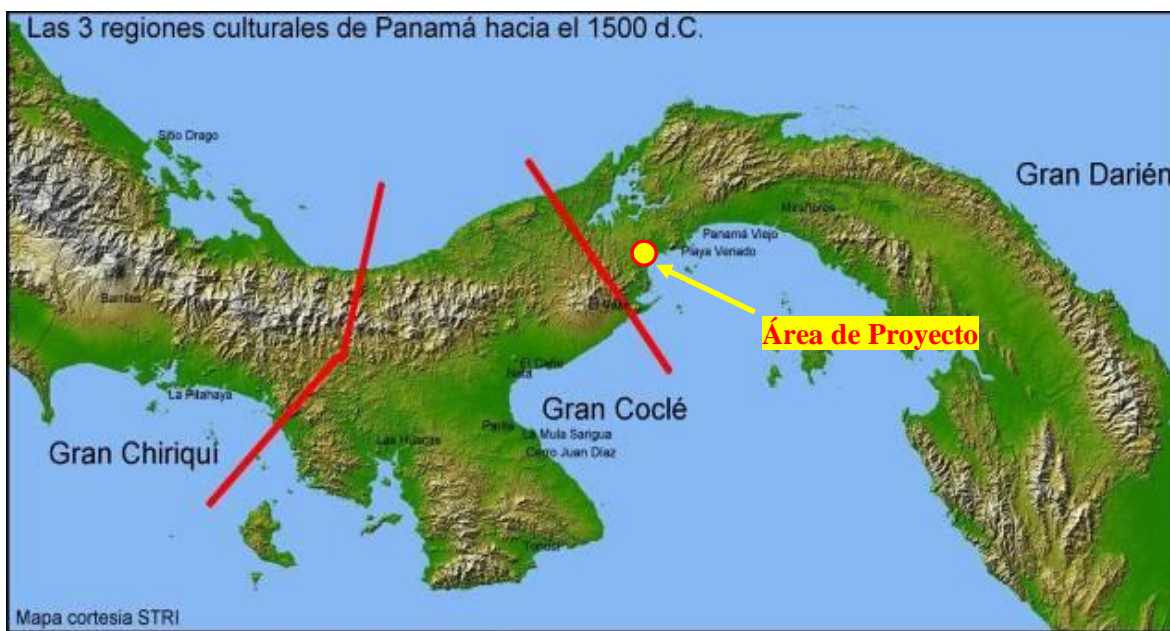 Las 3 regiones culturales de Panamá hacia el 1500 d.C.
Sitio Drago
Gran Darién
Miraflores
Panamá Viejo
Playa Venado
Barriles
El Valle
Área de Proyecto
El Caño
Natá
La Pitahaya
Gran Coclé
Parita
La Mula Sarigua
Las Huacas
Gran Chiriquí
Cerro Juan Díaz
Tonosí
Mapa cortesia STRI